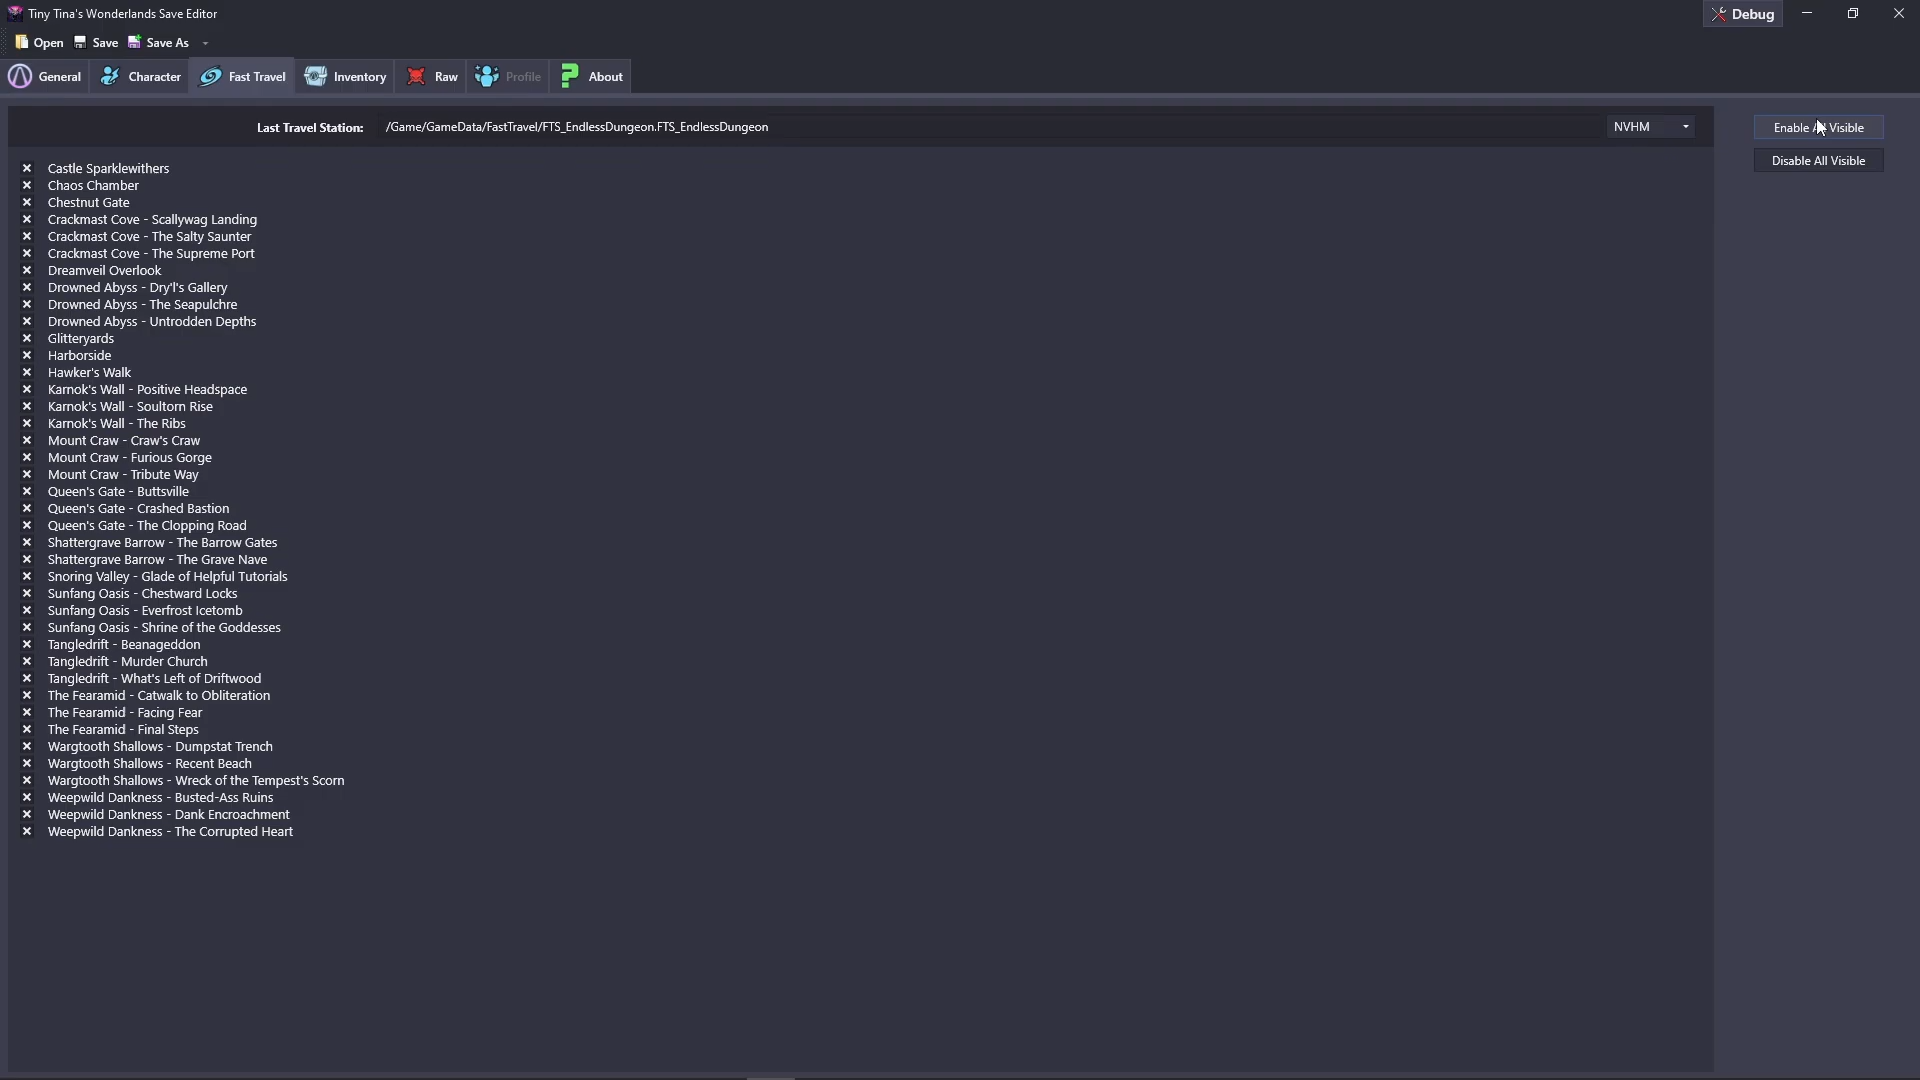 Tiny Tina's Wonderlands Save Editor
Debug
Open Save Save As
General Character Fast Travel Inventory Raw Profile About
Last Travel Station: /Game/GameData/FastTravel/FTS_EndlessDungeon.FTS_EndlessDungeon NVHM
Enable All Visible
Disable All Visible
Castle Sparklewithers
Chaos Chamber
Chestnut Gate
Crackmast Cove - Scallywag Landing
Crackmast Cove - The Salty Saunter
Crackmast Cove - The Supreme Port
Dreamveil Overlook
Drowned Abyss - Dry'l's Gallery
Drowned Abyss - The Seapulchre
Drowned Abyss - Untrodden Depths
Glitteryards
Harborside
Hawker's Walk
Karnok's Wall - Positive Headspace
Karnok's Wall - Soultorn Rise
Karnok's Wall - The Ribs
Mount Craw - Craw's Craw
Mount Craw - Furious Gorge
Mount Craw - Tribute Way
Queen's Gate - Buttsville
Queen's Gate - Crashed Bastion
Queen's Gate - The Clopping Road
Shattergrave Barrow - The Barrow Gates
Shattergrave Barrow - The Grave Nave
Snoring Valley - Glade of Helpful Tutorials
Sunfang Oasis - Chestward Locks
Sunfang Oasis - Everfrost Icetomb
Sunfang Oasis - Shrine of the Goddesses
Tangledrift - Beanageddon
Tangledrift - Murder Church
Tangledrift - What's Left of Driftwood
The Fearamid - Catwalk to Obliteration
The Fearamid - Facing Fear
The Fearamid - Final Steps
Wargtooth Shallows - Dumpstat Trench
Wargtooth Shallows - Recent Beach
Wargtooth Shallows - Wreck of the Tempest's Scorn
Weepwild Dankness - Busted-Ass Ruins
Weepwild Dankness - Dank Encroachment
Weepwild Dankness - The Corrupted Heart